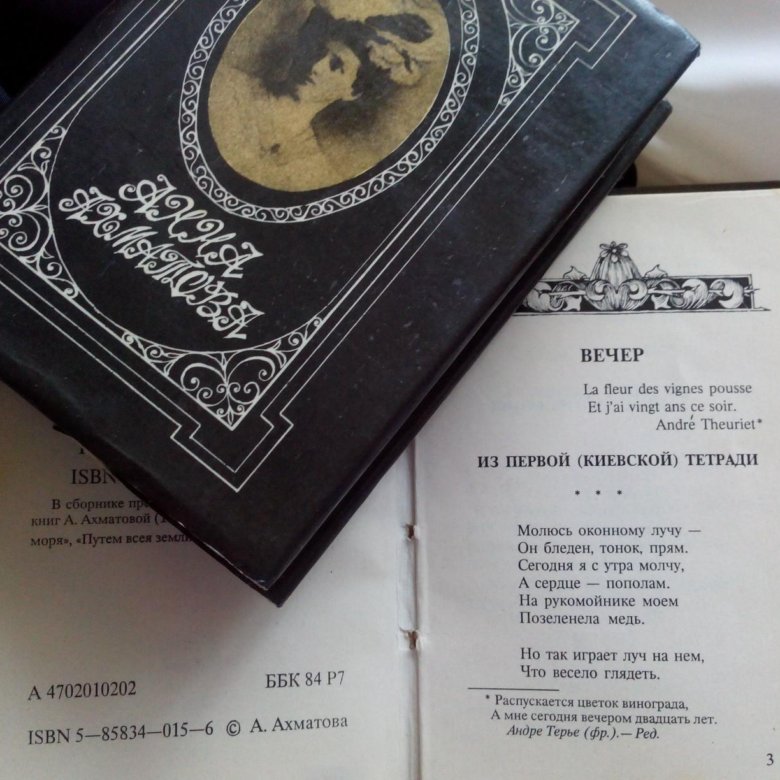 АННА
АХМАТОВА
ISBN
В сборнике
книг А. Ахматовой
моря», «Путем всея
А 4702010202
ББК 84 Р7
ISBN 5—85834—015—6 © А. Ахматова
ВЕЧЕР
La fleur des vignes pousse
Et j'ai vingt ans ce soir.
André Theuriet*
ИЗ ПЕРВОЙ (КИЕВСКОЙ) ТЕТРАДИ
* * *
Молюсь оконному лучу —
Он бледен, тонок, прям.
Сегодня я с утра молчу,
А сердце — пополам.
На рукомойнике моем
Позеленела медь.
Но так играет луч на нем,
Что весело глядеть.
* Распускается цветок винограда,
А мне сегодня вечером двадцать лет.
Андре Терье (фр.).— Ред.
3